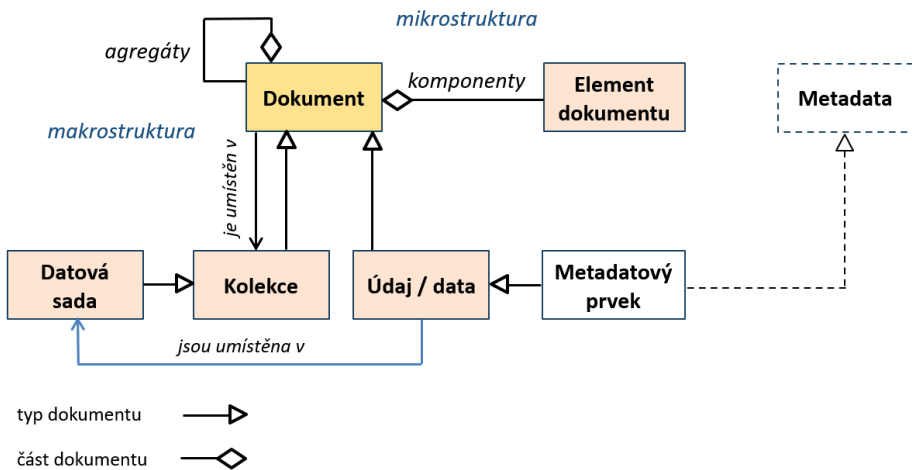 mikrostruktura
agregáty
komponenty
Dokument
Element
dokumentu
Metadata
makrostruktura
je umístěn v
Datová
sada
Kolekce
Údaj / data
Metadatový
prvek
jsou umístěna v
typ dokumentu
část dokumentu